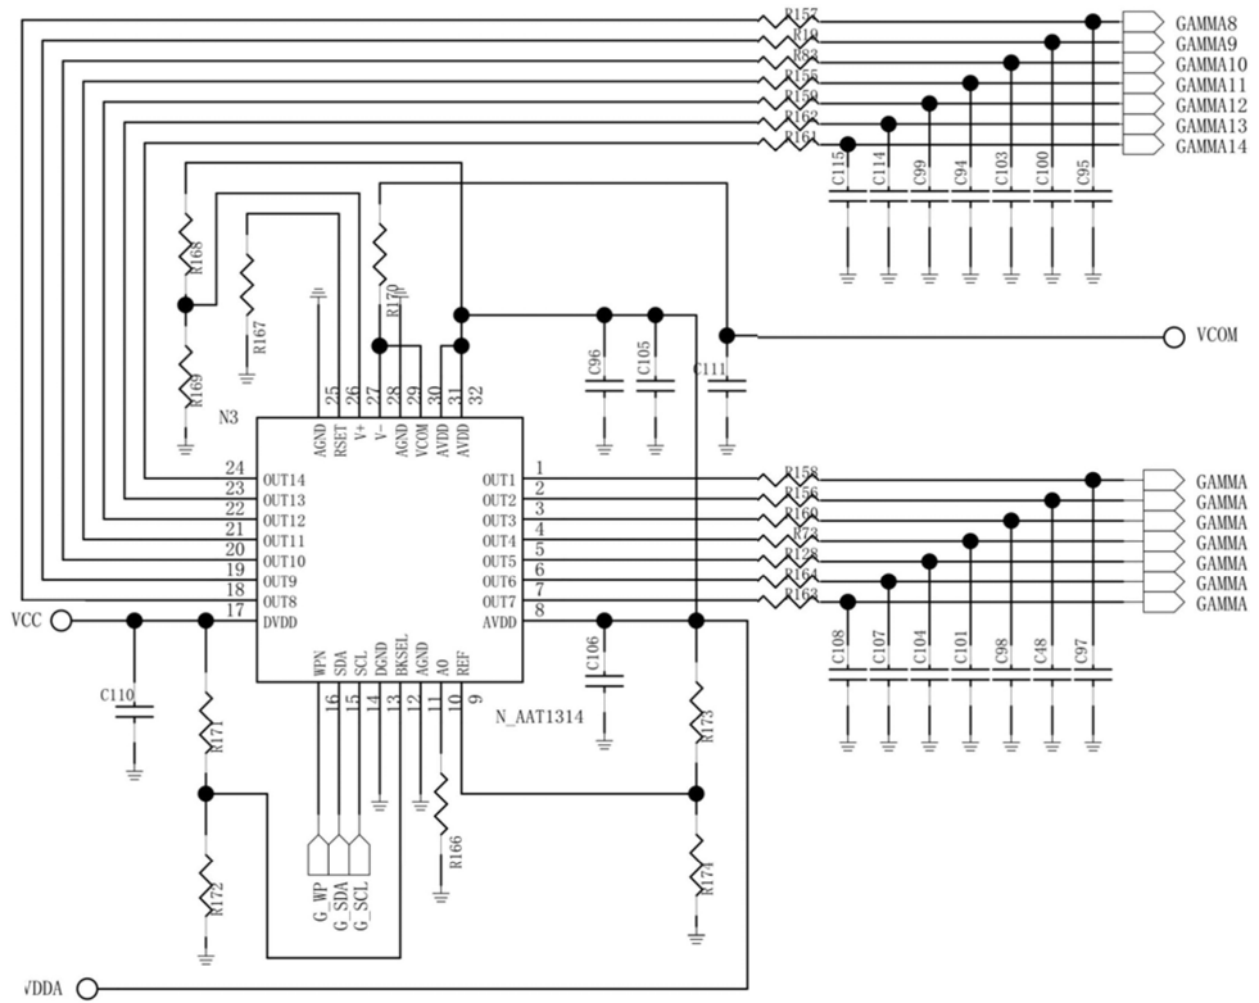 R157
GAMMA8
R19
GAMMA9
R83
GAMMA10
R155
GAMMA11
R159
GAMMA12
R162
GAMMA13
R161
GAMMA14
C115
C114
C99
C94
C103
C100
C95
R168
R170
R167
VCOM
C96
C105
C111
R169
25
26
27
28
29
30
31
32
N3
AGND
RSET
V+
V-
AGND
VCOM
AVDD
AVDD
24
OUT14
OUT1
1
R158
GAMMA
23
OUT13
OUT2
2
R156
GAMMA
22
OUT12
OUT3
3
R160
GAMMA
21
OUT11
OUT4
4
R73
GAMMA
20
OUT10
OUT5
5
R128
GAMMA
19
OUT9
OUT6
6
R164
GAMMA
18
OUT8
OUT7
7
R163
GAMMA
VCC
17
DVDD
AVDD
8
WPN
SDA
SCL
DGND
BKSEL
AGND
A0
REF
C106
C108
C107
C104
C101
C98
C48
C97
C110
16
15
14
13
12
11
10
9
N_AAT1314
R171
R173
R166
R172
R174
G_WP
G_SDA
G_SCL
VDDA